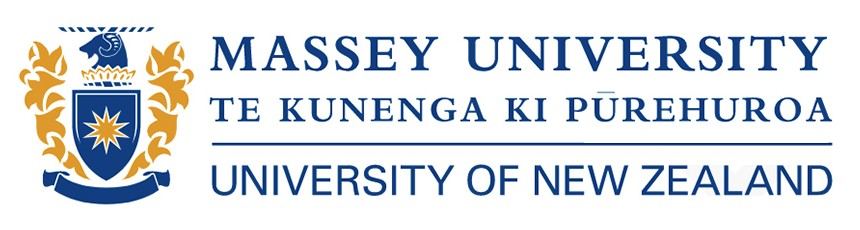 MASSEY UNIVERSITY
TE KUNENGA KI PŪREHUROA
UNIVERSITY OF NEW ZEALAND